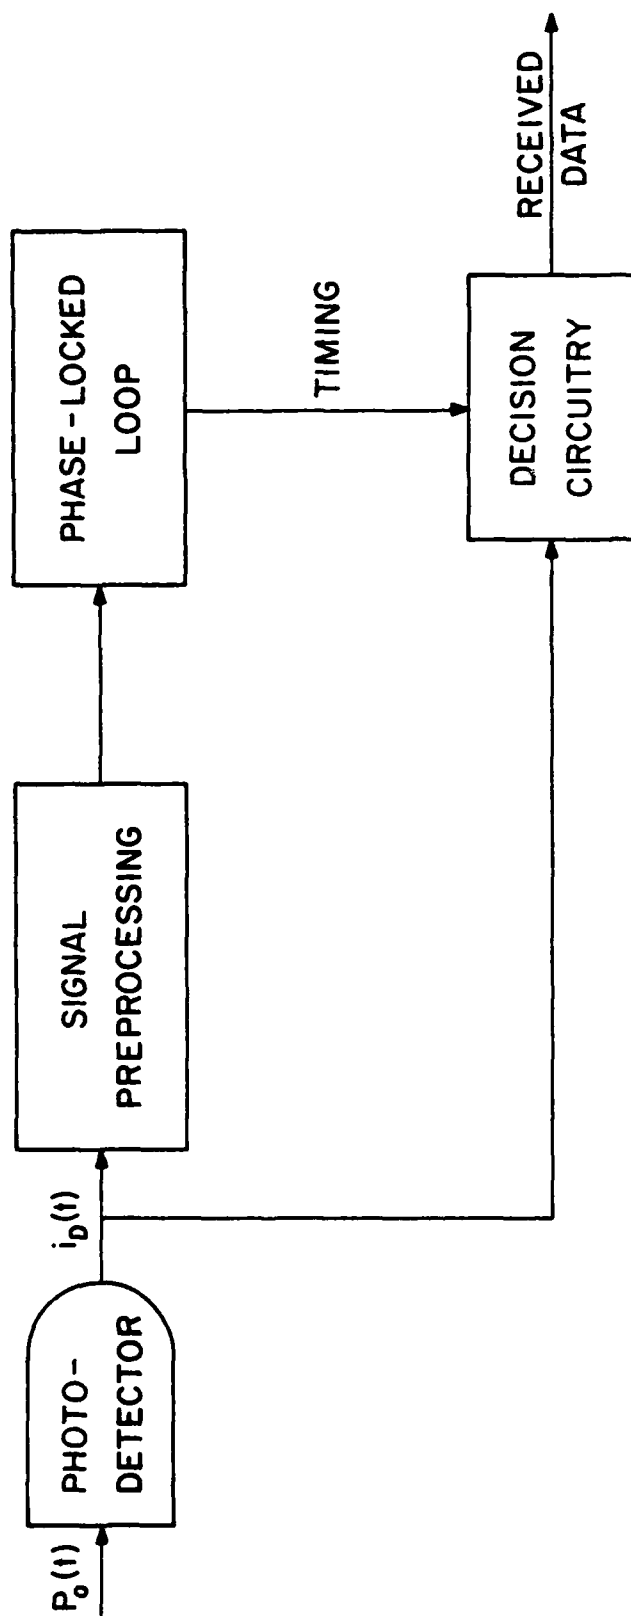 P₀(t)
PHOTO-
DETECTOR
i_D(t)
SIGNAL
PREPROCESSING
PHASE-LOCKED
LOOP
TIMING
DECISION
CIRCUITRY
RECEIVED
DATA